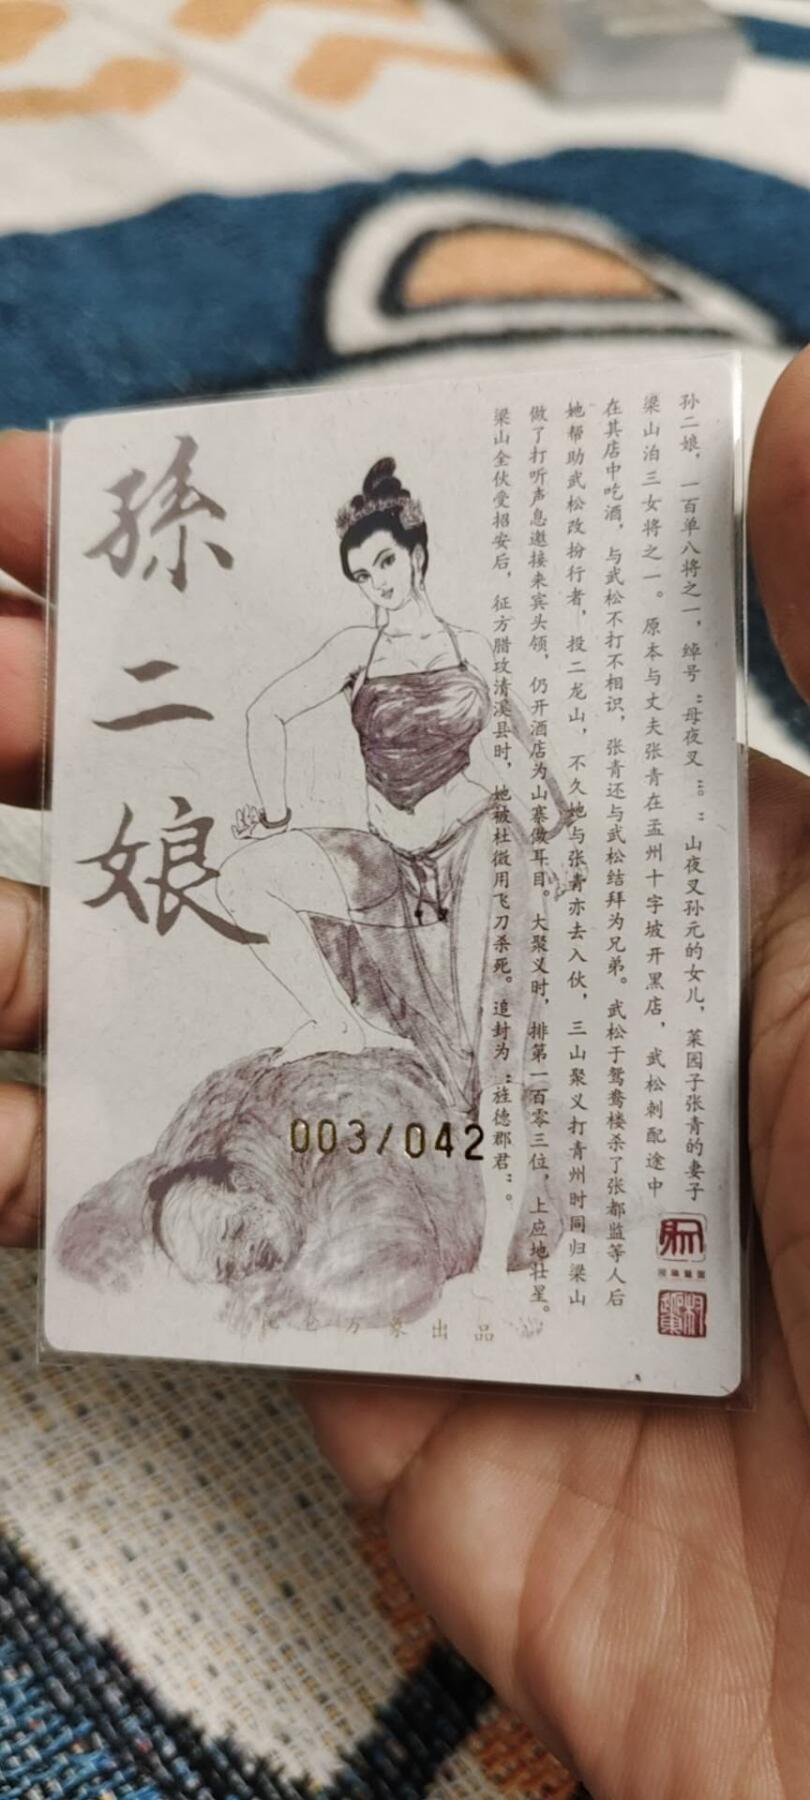 孫二娘
孙二娘，一百单八将之一，绰号“母夜叉”。山夜叉孙元的女儿，菜园子张青的妻子
梁山泊三女将之一。原本与丈夫张青在孟州十字坡开黑店，武松刺配途中
在其店中吃酒，与武松不打不相识，张青还与武松结拜为兄弟。武松于鸳鸯楼杀了张都监等人后
她帮助武松改扮行者，投二龙山，不久她与张青亦去入伙，三山聚义打青州时同归梁山
做了打听声息邀接来宾头领，仍开酒店为山寨做耳目。大聚义时，排第一百零三位，上应地壮星。
梁山全伙受招安后，征方腊攻清溪县时，她被杜微用飞刀杀死。追封为“旌德郡君”。
003/042
万象出品